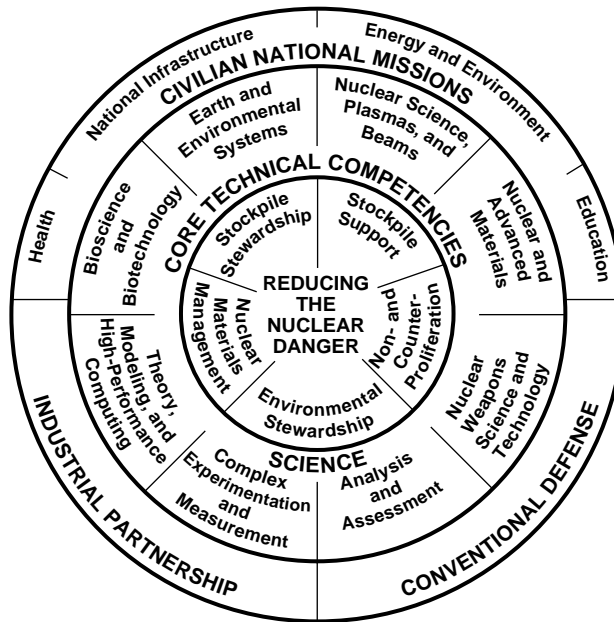 National Infrastructure
Energy and Environment
CIVILIAN NATIONAL MISSIONS
Health
Education
Earth and
Environmental
Systems
Nuclear Science,
Plasmas, and
Beams
Bioscience
and
Biotechnology
CORE TECHNICAL COMPETENCIES
Nuclear and
Advanced
Materials
Stockpile
Stewardship
Stockpile
Support
REDUCING
THE
NUCLEAR
DANGER
Nuclear
Materials
Management
Non- and
Counter-
Proliferation
Environmental
Stewardship
Theory,
Modeling, and
High-Performance
Computing
Nuclear
Weapons
Science and
Technology
SCIENCE
Complex
Experimentation
and
Measurement
Analysis
and
Assessment
INDUSTRIAL PARTNERSHIP
CONVENTIONAL DEFENSE